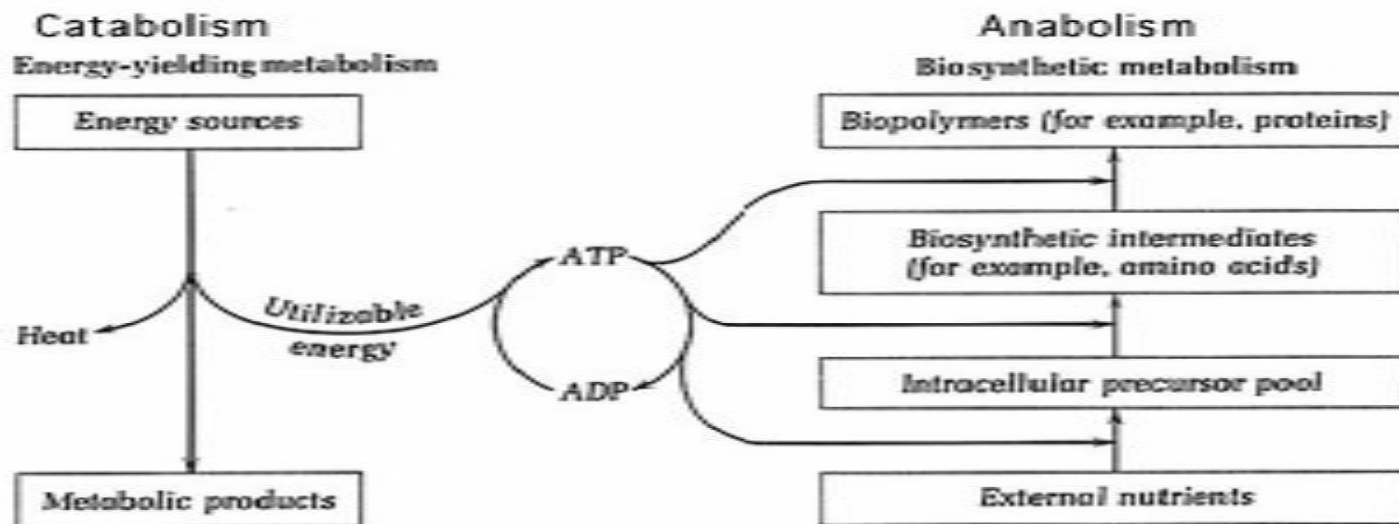 Catabolism
Energy-yielding metabolism
Energy sources
Heat
Utilizable
energy
Metabolic products
ATP
ADP
Anabolism
Biosynthetic metabolism
Biopolymers (for example, proteins)
Biosynthetic intermediates
(for example, amino acids)
Intracellular precursor pool
External nutrients